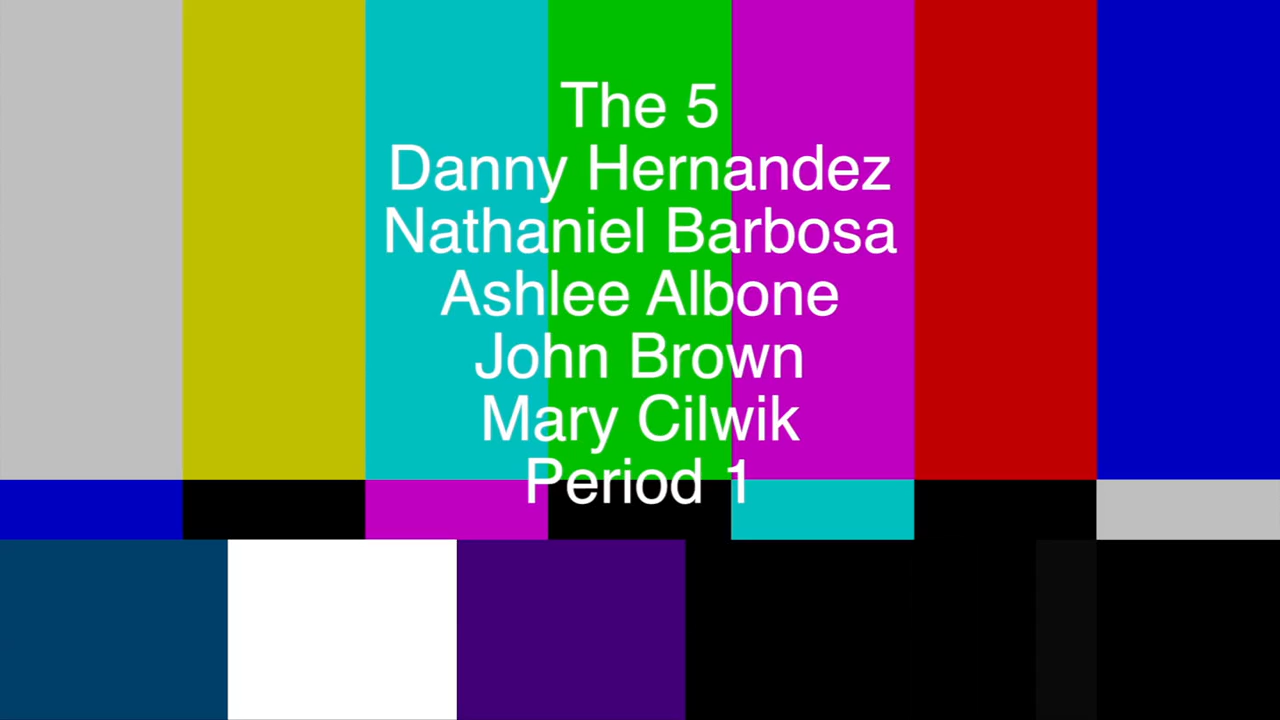 The 5
Danny Hernandez
Nathaniel Barbosa
Ashlee Albone
John Brown
Mary Cilwik
Period 1